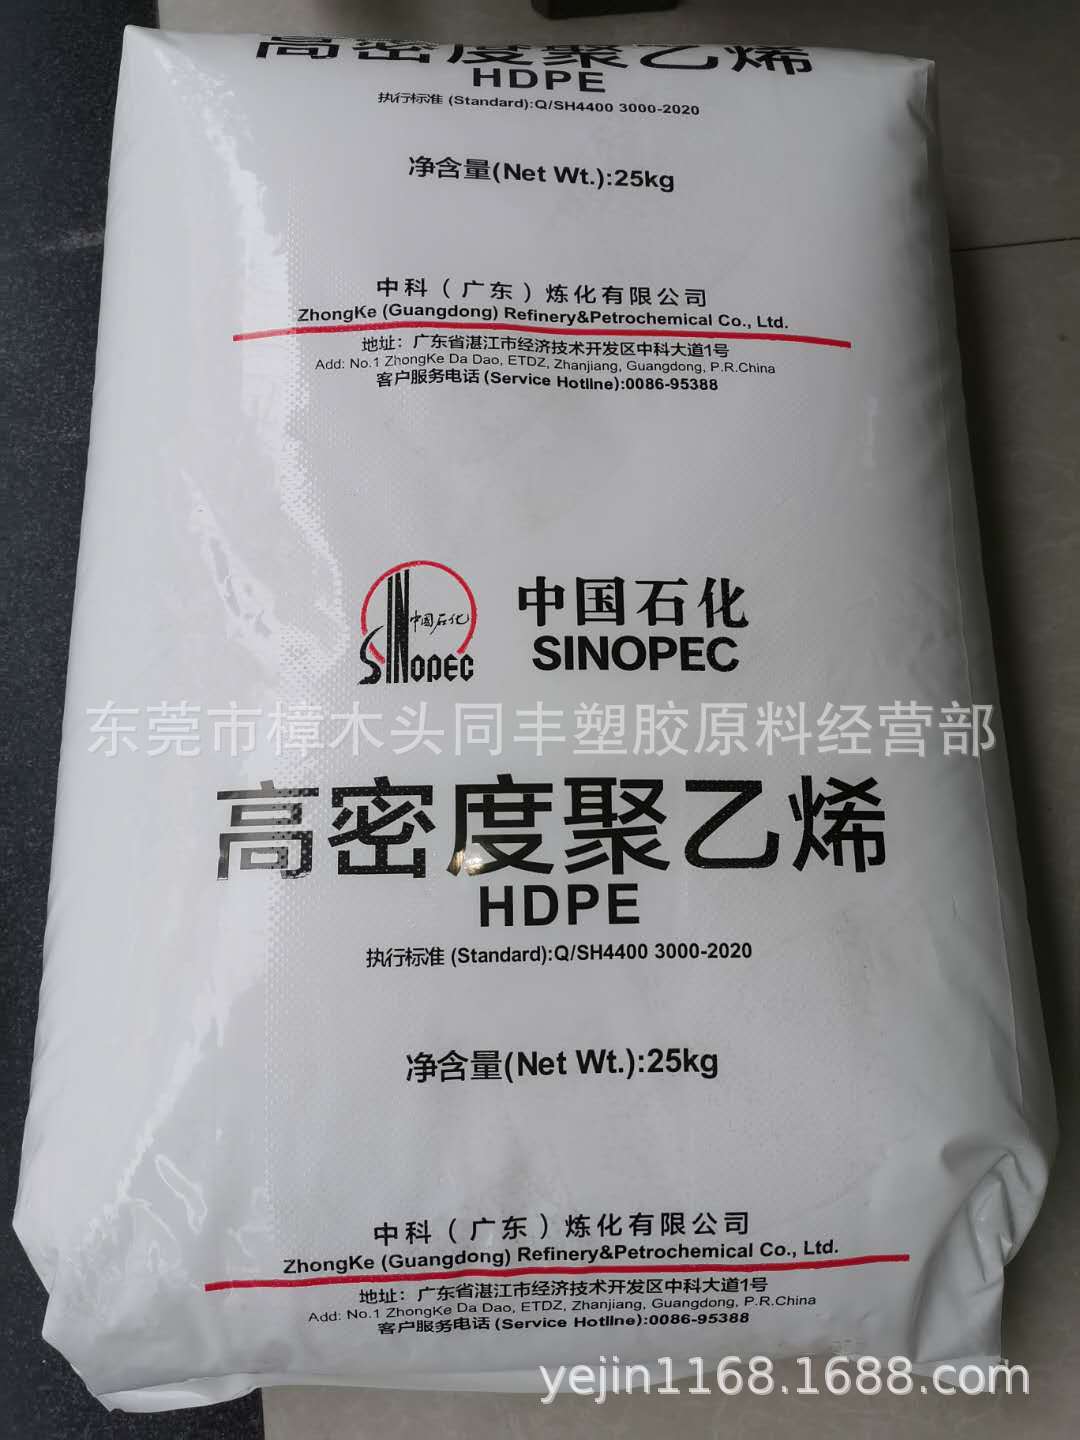 高密度聚乙烯
HDPE
执行标准 (Standard):Q/SH4400 3000-2020
净含量(Net Wt.):25kg
中科（广东）炼化有限公司
ZhongKe (Guangdong) Refinery&Petrochemical Co., Ltd.
地址：广东省湛江市经济技术开发区中科大道1号
Add: No.1 ZhongKe Da Dao, ETDZ, Zhanjiang, Guangdong, P.R.China
客户服务电话 (Service Hotline):0086-95388
中国石化
SINOPEC
中国石化
SINOPEC
东莞市樟木头同丰塑胶原料经营部
高密度聚乙烯
HDPE
执行标准 (Standard):Q/SH4400 3000-2020
净含量(Net Wt.):25kg
中科（广东）炼化有限公司
ZhongKe (Guangdong) Refinery&Petrochemical Co., Ltd.
地址：广东省湛江市经济技术开发区中科大道1号
Add: No.1 ZhongKe Da Dao, ETDZ, Zhanjiang, Guangdong, P.R.China
客户服务电话 (Service Hotline):0086-95388
yejin1168.1688.com